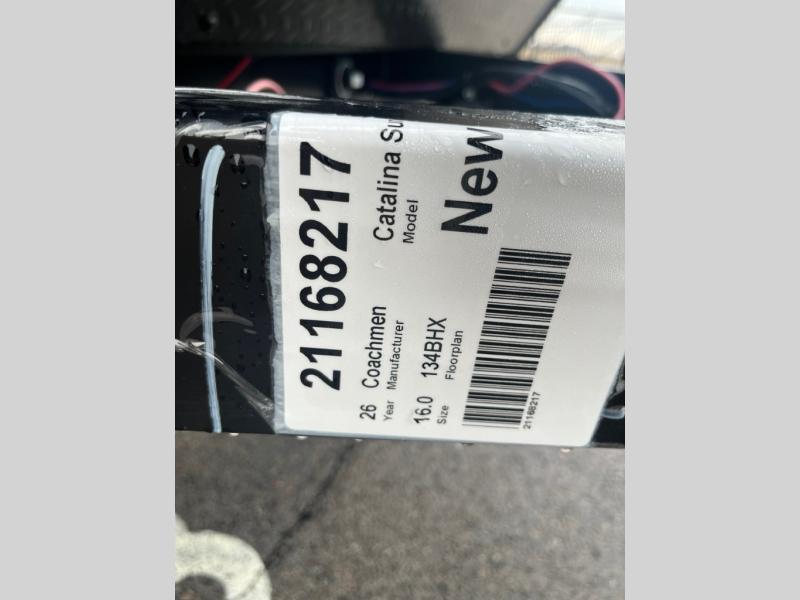 21168217
26 Coachmen Catalina Su
Year Manufacturer Model
16.0 134BHX New
Size Floorplan
21168217